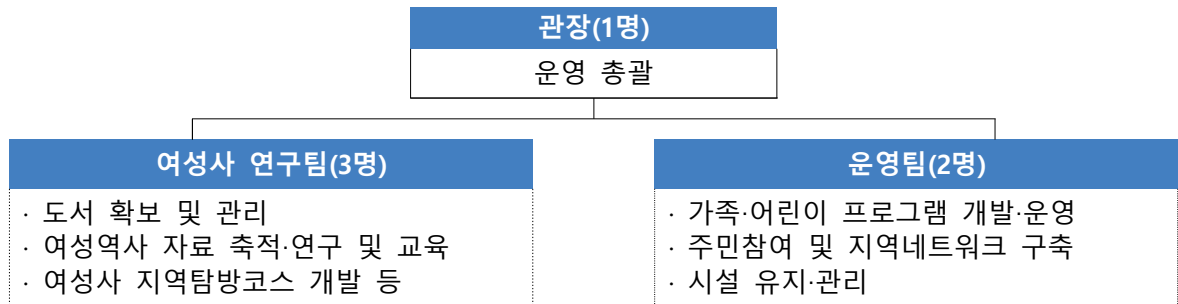 관장(1명)
운영 총괄
여성사 연구팀(3명)
· 도서 확보 및 관리
· 여성역사 자료 축적·연구 및 교육
· 여성사 지역탐방코스 개발 등
운영팀(2명)
· 가족·어린이 프로그램 개발·운영
· 주민참여 및 지역네트워크 구축
· 시설 유지·관리